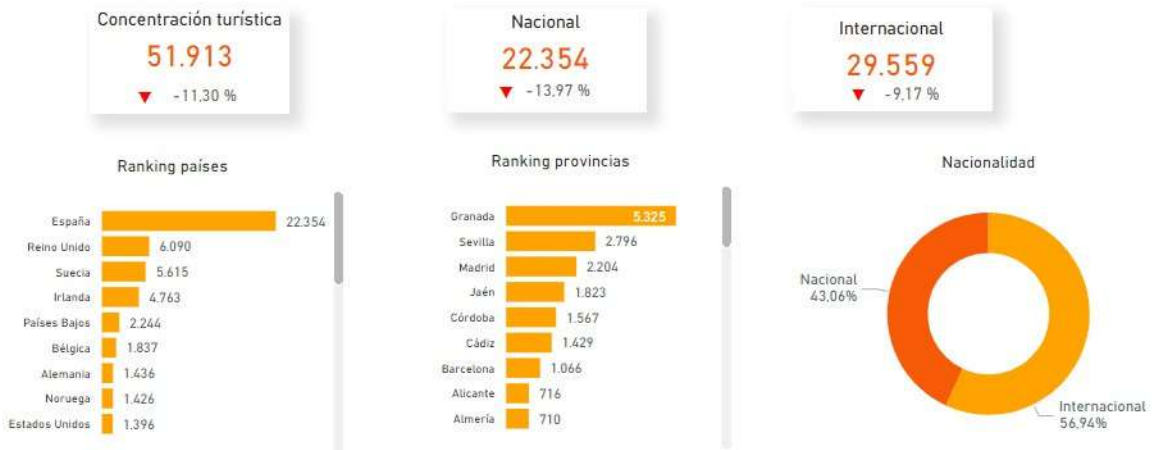 Concentración turística
51.913
▼ -11,30 %
Nacional
22.354
▼ -13,97 %
Internacional
29.559
▼ -9,17 %
Ranking países
España 22.354
Reino Unido 6.090
Suecia 5.615
Irlanda 4.763
Países Bajos 2.244
Bélgica 1.837
Alemania 1.436
Noruega 1.426
Estados Unidos 1.396
Ranking provincias
Granada 5.325
Sevilla 2.796
Madrid 2.204
Jaén 1.823
Córdoba 1.567
Cádiz 1.429
Barcelona 1.066
Alicante 716
Almería 710
Nacionalidad
Nacional
43,06%
Internacional
56,94%